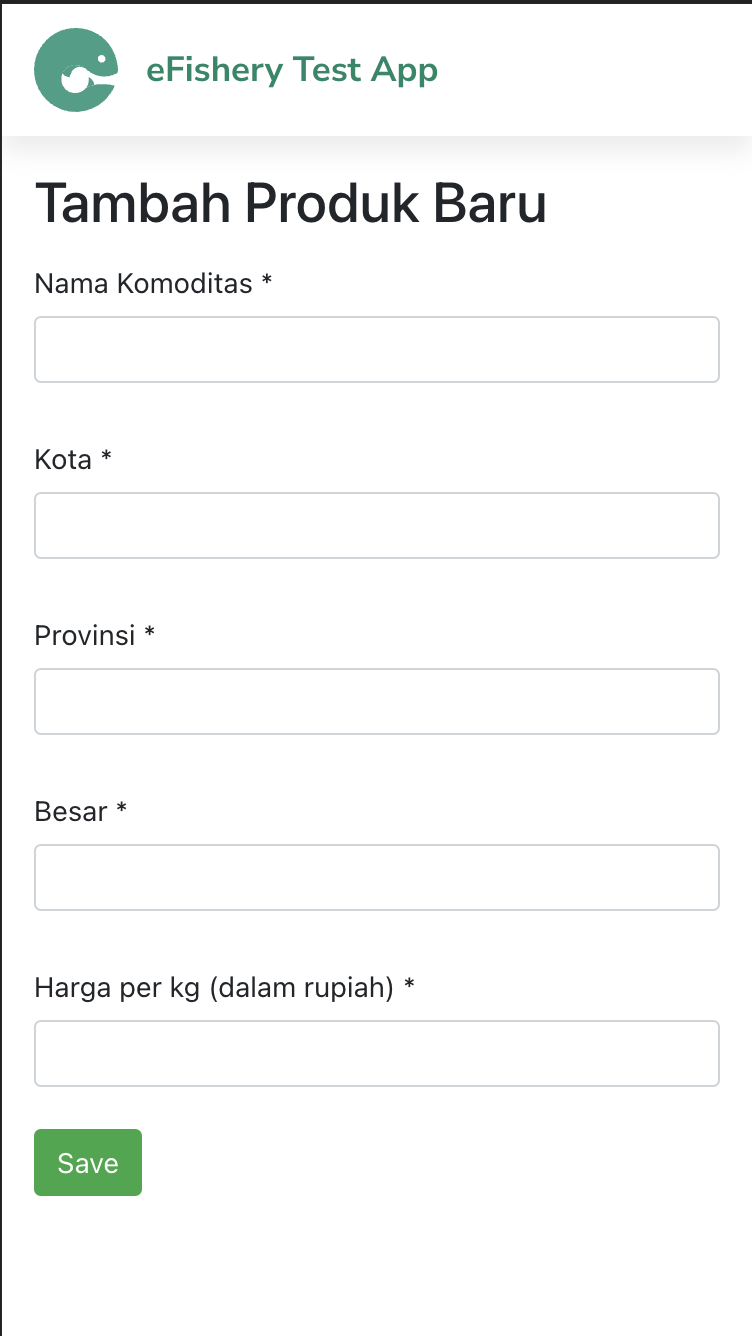 eFishery Test App
Tambah Produk Baru
Nama Komoditas *
Kota *
Provinsi *
Besar *
Harga per kg (dalam rupiah) *
Save